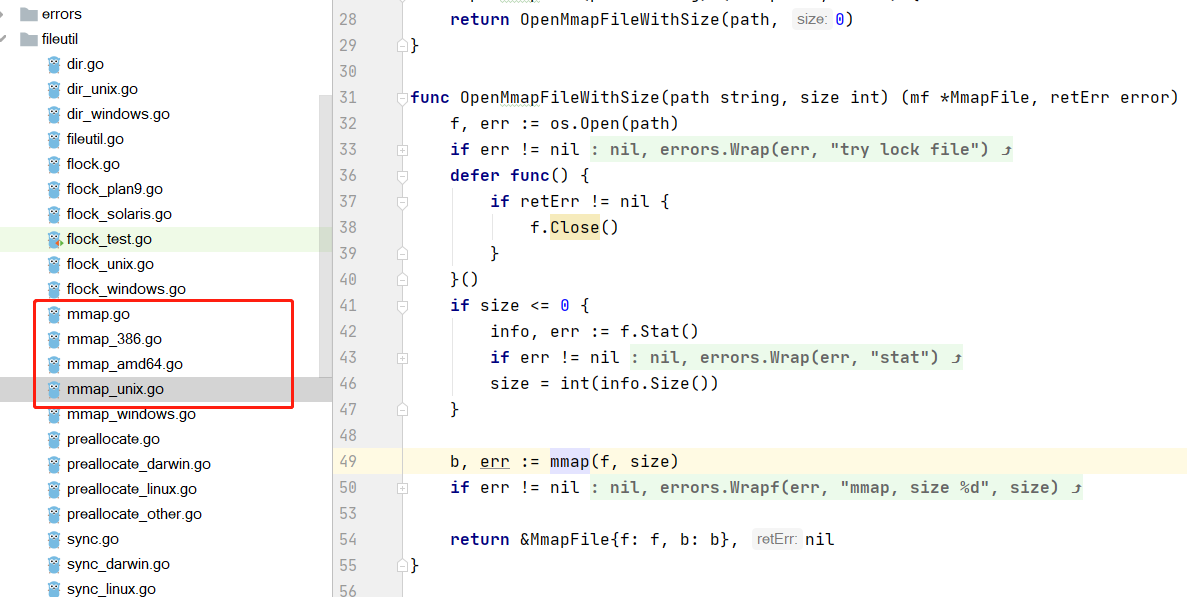 errors
fileutil
dir.go
dir_unix.go
dir_windows.go
fileutil.go
flock.go
flock_plan9.go
flock_solaris.go
flock_test.go
flock_unix.go
flock_windows.go
mmap.go
mmap_386.go
mmap_amd64.go
mmap_unix.go
mmap_windows.go
preallocate.go
preallocate_darwin.go
preallocate_linux.go
preallocate_other.go
sync.go
sync_darwin.go
sync_linux.go
28 return OpenMmapFileWithSize(path, size: 0)
29 }
30
31 func OpenMmapFileWithSize(path string, size int) (mf *MmapFile, retErr error)
32 f, err := os.Open(path)
33 if err != nil : nil, errors.Wrap(err, "try lock file") ⤴
36 defer func() {
37 if retErr != nil {
38 f.Close()
39 }
40 }()
41 if size <= 0 {
42 info, err := f.Stat()
43 if err != nil : nil, errors.Wrap(err, "stat") ⤴
46 size = int(info.Size())
47 }
48
49 b, err := mmap(f, size)
50 if err != nil : nil, errors.Wrapf(err, "mmap, size %d", size) ⤴
53
54 return &MmapFile{f: f, b: b}, retErr: nil
55 }
56